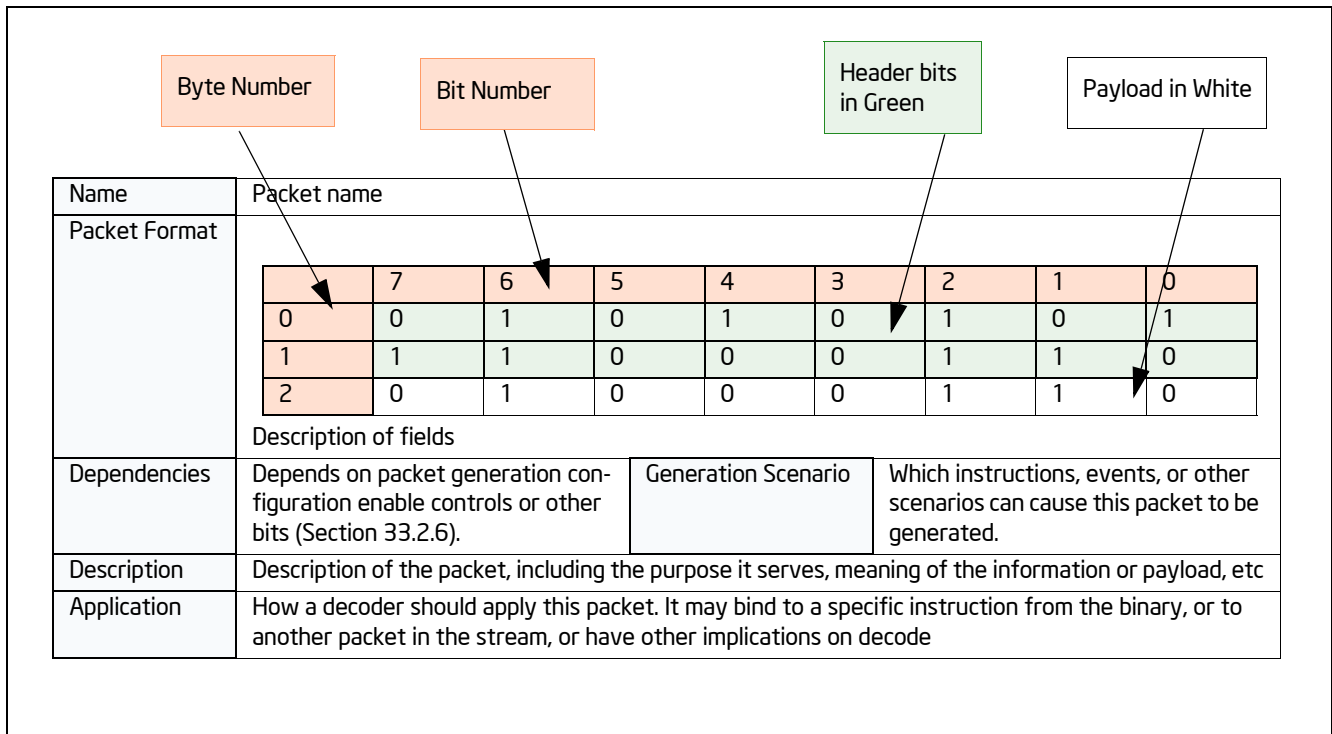 Byte Number
Bit Number
Header bits
in Green
Payload in White
Name Packet name
Packet Format
7 6 5 4 3 2 1 0
0 0 1 0 1 0 1 0 1
1 1 1 0 0 0 1 1 0
2 0 1 0 0 0 1 1 0
Description of fields
Dependencies
Depends on packet generation con-
figuration enable controls or other
bits (Section 33.2.6).
Generation Scenario
Which instructions, events, or other
scenarios can cause this packet to be
generated.
Description
Description of the packet, including the purpose it serves, meaning of the information or payload, etc
Application
How a decoder should apply this packet. It may bind to a specific instruction from the binary, or to
another packet in the stream, or have other implications on decode